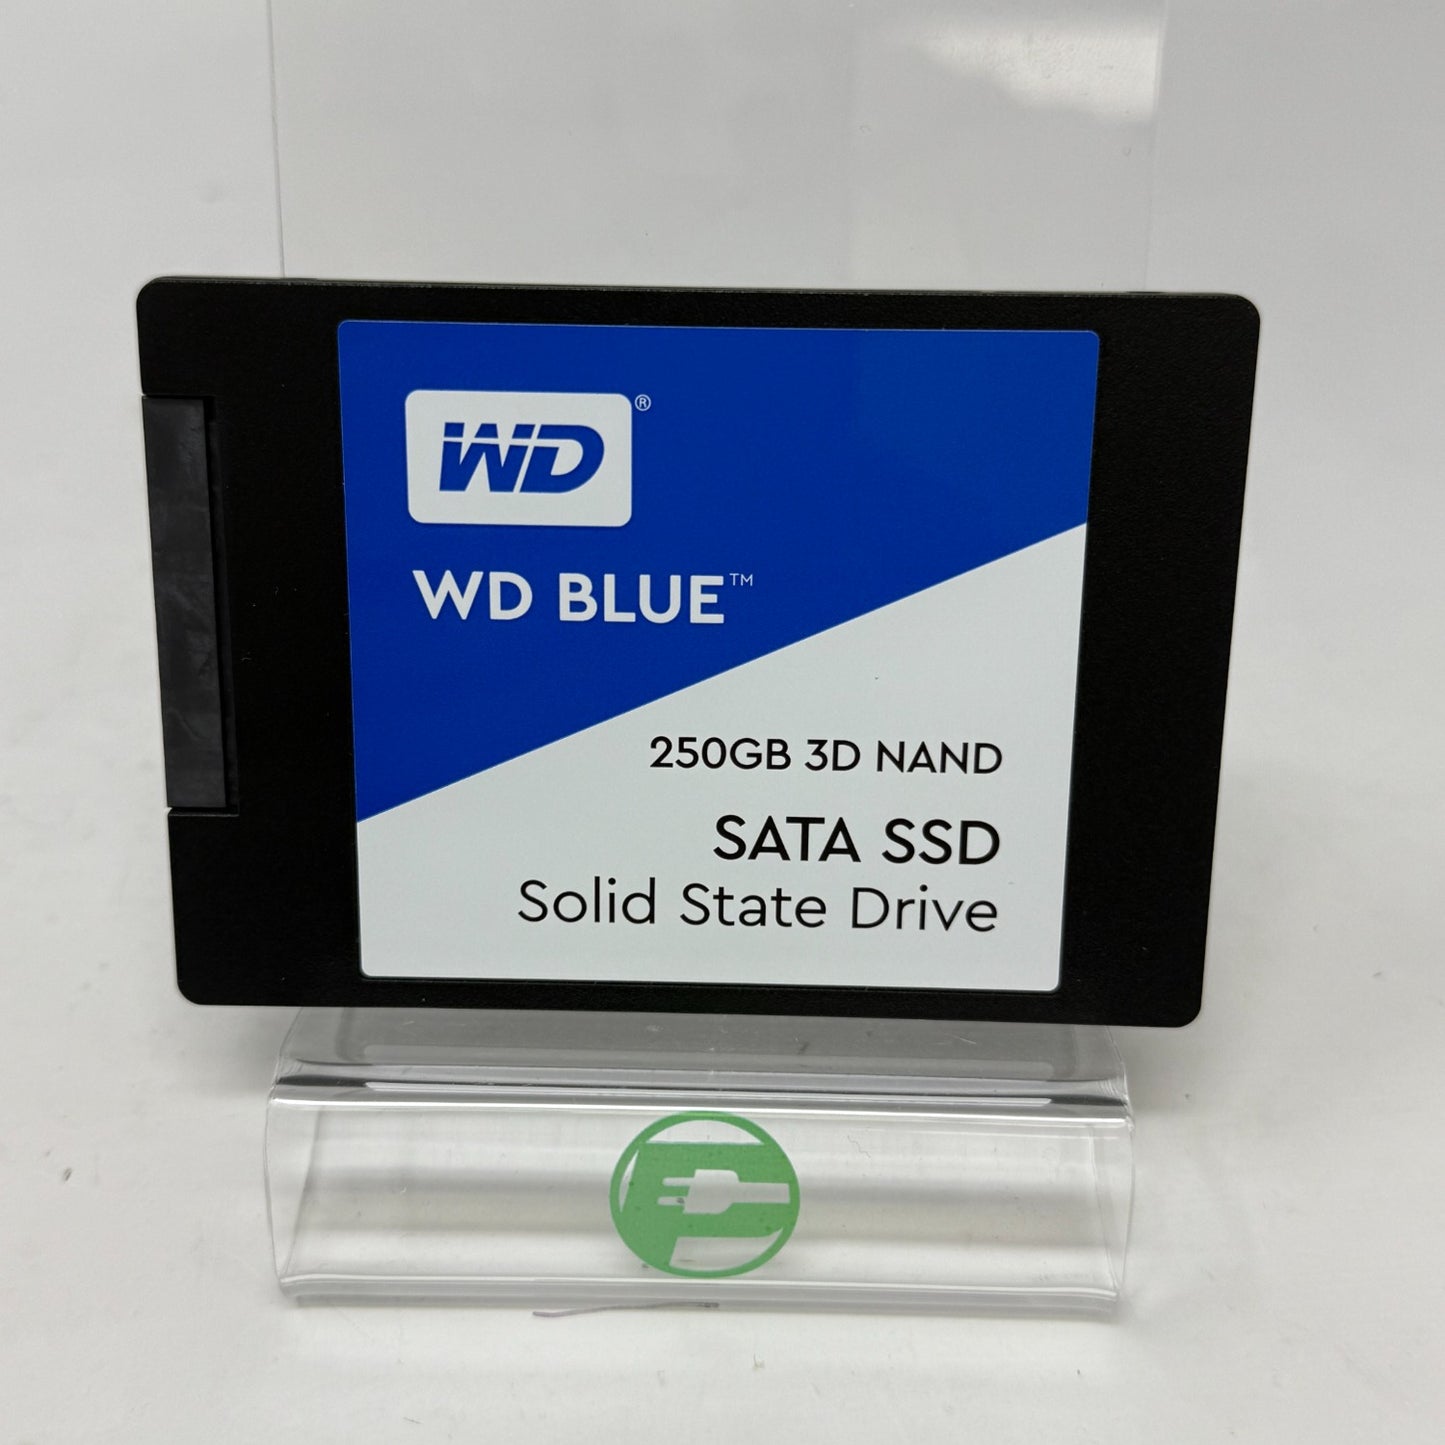 WD®
WD BLUE™
250GB 3D NAND
SATA SSD
Solid State Drive